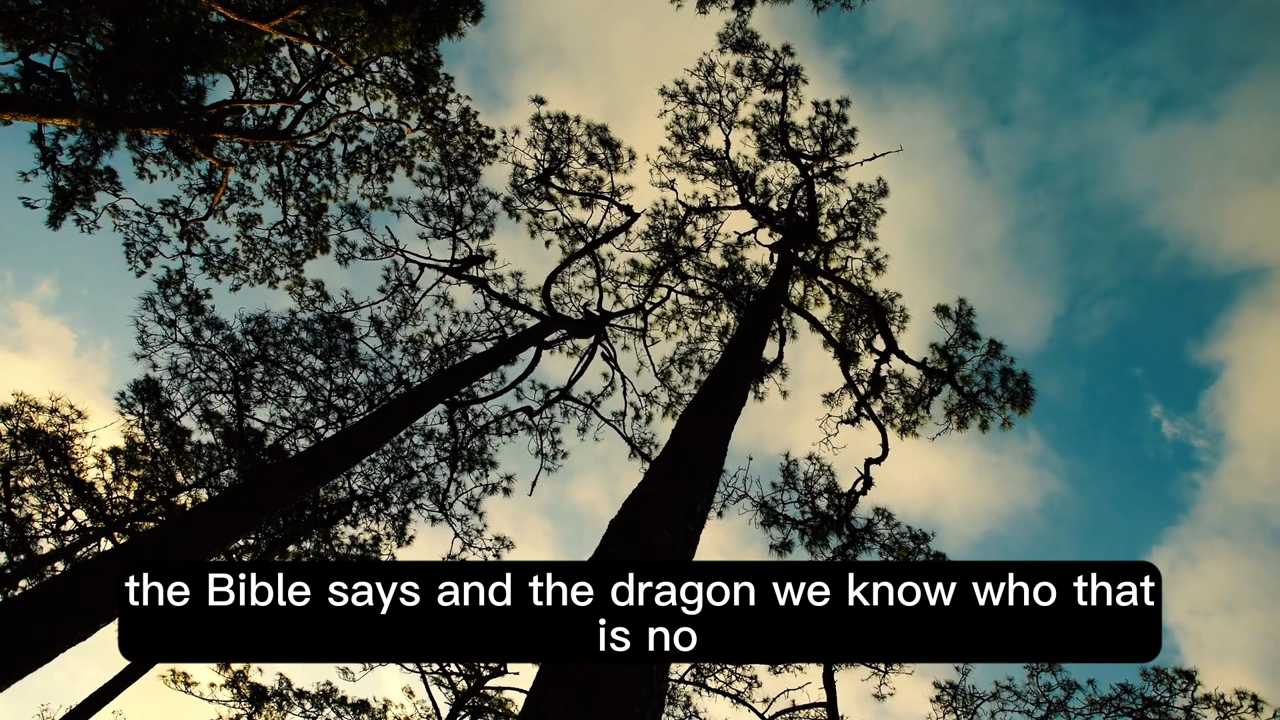 the Bible says and the dragon we know who that
is no